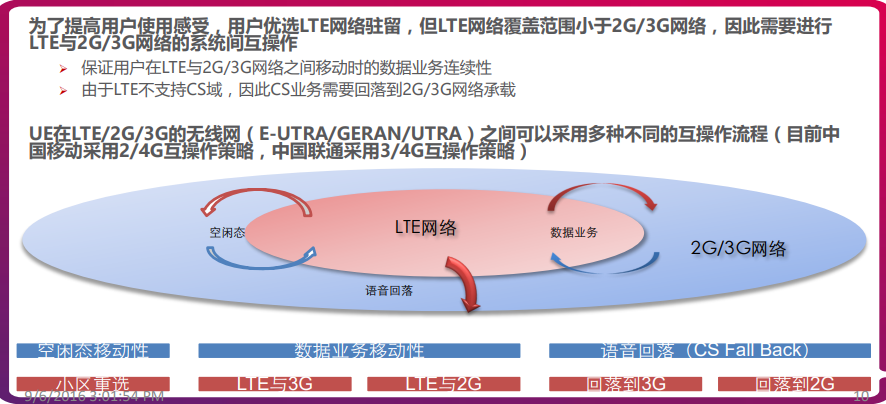 为了提高用户使用感受，用户优选LTE网络驻留，但LTE网络覆盖范围小于2G/3G网络，因此需要进行
LTE与2G/3G网络的系统间互操作
保证用户在LTE与2G/3G网络之间移动时的数据业务连续性
由于LTE不支持CS域，因此CS业务需要回落到2G/3G网络承载
UE在LTE/2G/3G的无线网（E-UTRA/GERAN/UTRA）之间可以采用多种不同的互操作流程（目前中
国移动采用2/4G互操作策略，中国联通采用3/4G互操作策略）
空闲态
LTE网络
数据业务
2G/3G网络
语音回落
空闲态移动性
数据业务移动性
语音回落（CS Fall Back）
小区重选
LTE与3G
LTE与2G
回落到3G
回落到2G
9/6/2016 3:01:54 PM
10